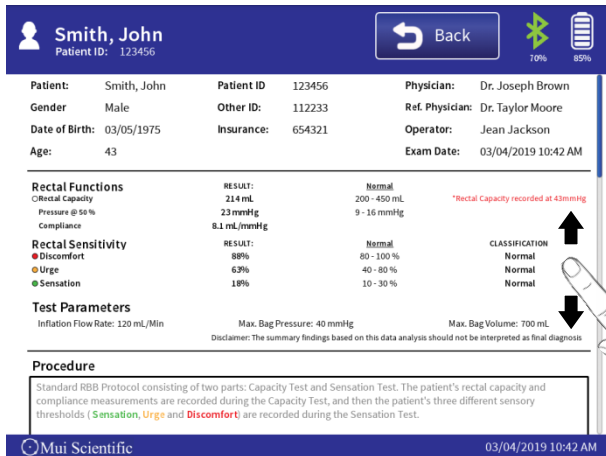 Smith, John
Patient ID: 123456
Back
70%
85%
Patient: Smith, John Patient ID 123456 Physician: Dr. Joseph Brown
Gender Male Other ID: 112233 Ref. Physician: Dr. Taylor Moore
Date of Birth: 03/05/1975 Insurance: 654321 Operator: Jean Jackson
Age: 43 Exam Date: 03/04/2019 10:42 AM
Rectal Functions RESULT: Normal
Rectal Capacity 214 mL 200 - 450 mL *Rectal Capacity recorded at 43mmHg
Pressure @ 50 % 23 mmHg 9 - 16 mmHg
Compliance 8.1 mL/mmHg
Rectal Sensitivity RESULT: Normal CLASSIFICATION
Discomfort 88% 80 - 100 % Normal
Urge 63% 40 - 80 % Normal
Sensation 18% 10 - 30 % Normal
Test Parameters
Inflation Flow Rate: 120 mL/Min Max. Bag Pressure: 40 mmHg Max. Bag Volume: 700 mL
Disclaimer: The summary findings based on this data analysis should not be interpreted as final diagnosis
Procedure
Standard RBB Protocol consisting of two parts: Capacity Test and Sensation Test. The patient's rectal capacity and
compliance measurements are recorded during the Capacity Test, and then the patient's three different sensory
thresholds ( Sensation, Urge and Discomfort) are recorded during the Sensation Test.
Mui Scientific 03/04/2019 10:42 AM